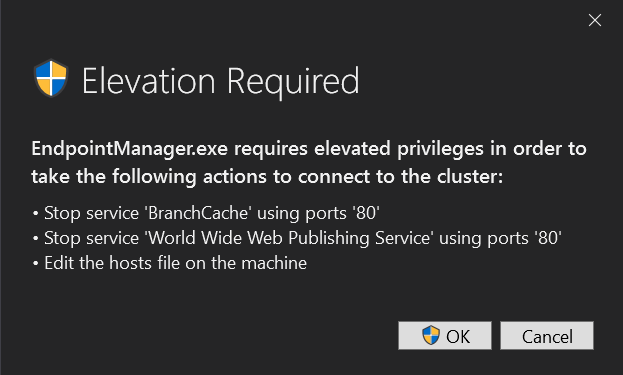 Elevation Required
EndpointManager.exe requires elevated privileges in order to
take the following actions to connect to the cluster:
• Stop service 'BranchCache' using ports '80'
• Stop service 'World Wide Web Publishing Service' using ports '80'
• Edit the hosts file on the machine
OK Cancel